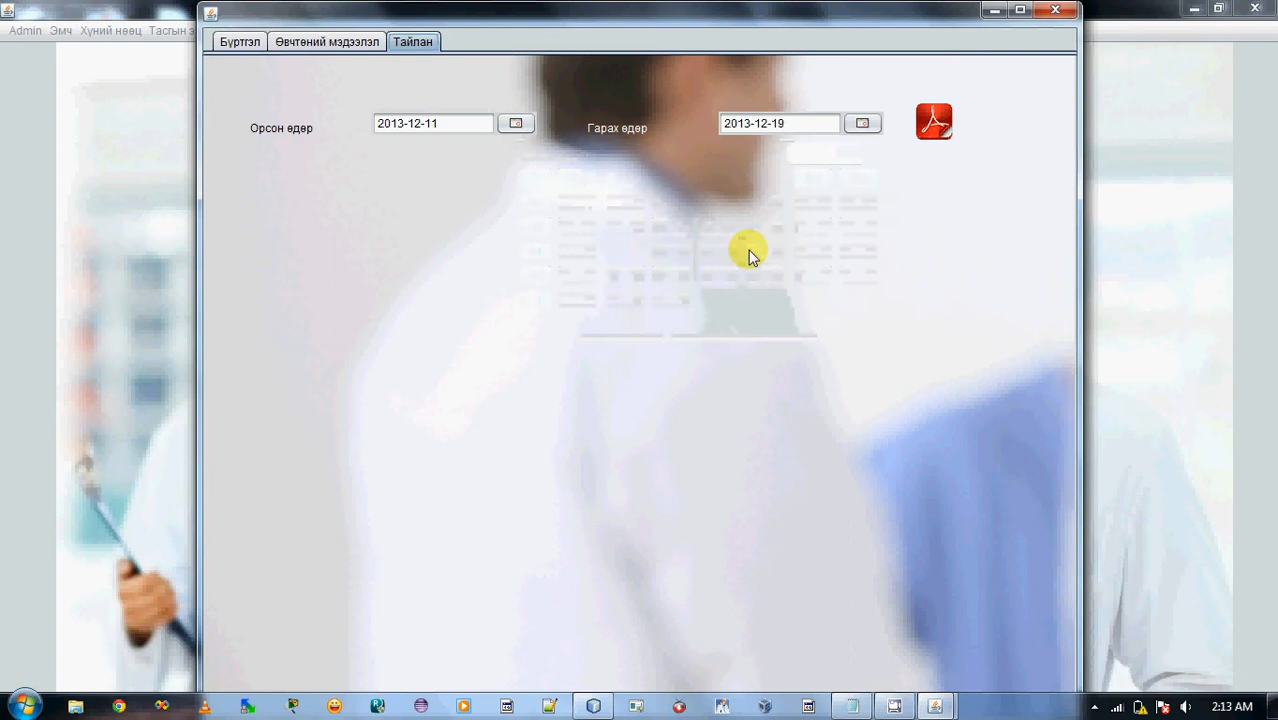 Admin Эмч Хүний нөөц Тасгын э
Бүртгэл Өвчтөний мэдээлэл Тайлан
Орсон өдөр 2013-12-11 Гарах өдөр 2013-12-19
2:13 AM